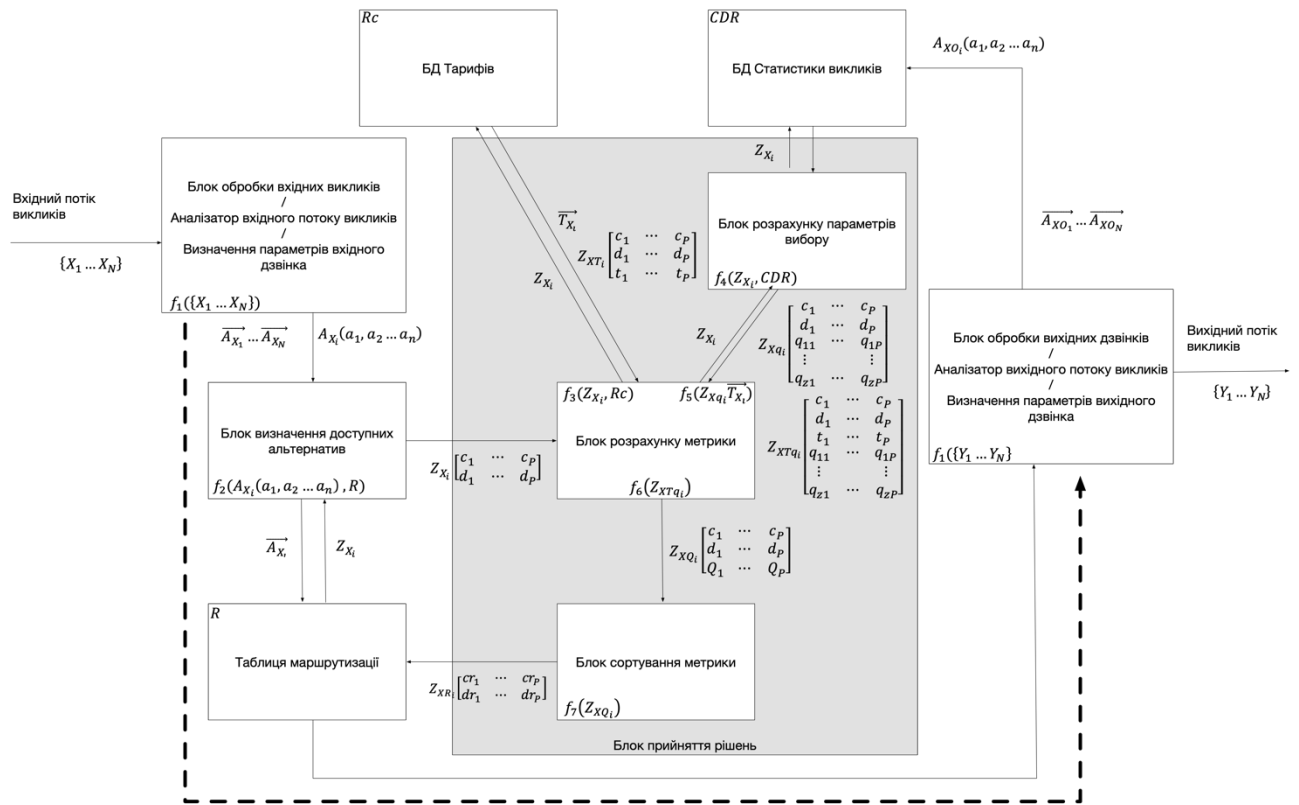 Rc
БД Тарифів
CDR
БД Статистики викликів
A_{XO_i}(a_1, a_2 … a_n)
Вхідний потік
викликів
{X_1 … X_N}
Блок обробки вхідних викликів
/
Аналізатор вхідного потоку викликів
/
Визначення параметрів вхідного
дзвінка
f_1({X_1 … X_N})
Z_{X_i}
Блок розрахунку параметрів
вибору
f_4(Z_{X_i}, CDR)
\vec{T_{X_i}}
Z_{X_i}
Z_{XT_i}
c_1 ⋯ c_P
d_1 ⋯ d_P
t_1 ⋯ t_P
\vec{A_{XO_1}} … \vec{A_{XO_N}}
\vec{A_{X_1}} … \vec{A_{X_N}}
A_{X_i}(a_1, a_2 … a_n)
Z_{X_i}
Z_{Xq_i}
c_1 ⋯ c_P
d_1 ⋯ d_P
q_{11} ⋯ q_{1P}
⋮ ⋮
q_{z1} ⋯ q_{zP}
Блок обробки вихідних дзвінків
/
Аналізатор вихідного потоку викликів
/
Визначення параметрів вихідного
дзвінка
f_1({Y_1 … Y_N}
Вихідний потік
викликів
{Y_1 … Y_N}
Блок визначення доступних
альтернатив
f_2(A_{X_i}(a_1, a_2 … a_n) , R)
Z_{X_i}
c_1 ⋯ c_P
d_1 ⋯ d_P
f_3(Z_{X_i}, Rc)
f_5(Z_{Xq_i} \vec{T_{X_i}})
Блок розрахунку метрики
f_6(Z_{XTq_i})
Z_{XTq_i}
c_1 ⋯ c_P
d_1 ⋯ d_P
t_1 ⋯ t_P
q_{11} ⋯ q_{1P}
⋮ ⋮
q_{z1} ⋯ q_{zP}
\vec{A_{X_i}}
Z_{X_i}
Z_{XQ_i}
c_1 ⋯ c_P
d_1 ⋯ d_P
Q_1 ⋯ Q_P
R
Таблиця маршрутизації
Z_{XR_i}
cr_1 ⋯ cr_P
dr_1 ⋯ dr_P
Блок сортування метрики
f_7(Z_{XQ_i})
Блок прийняття рішень